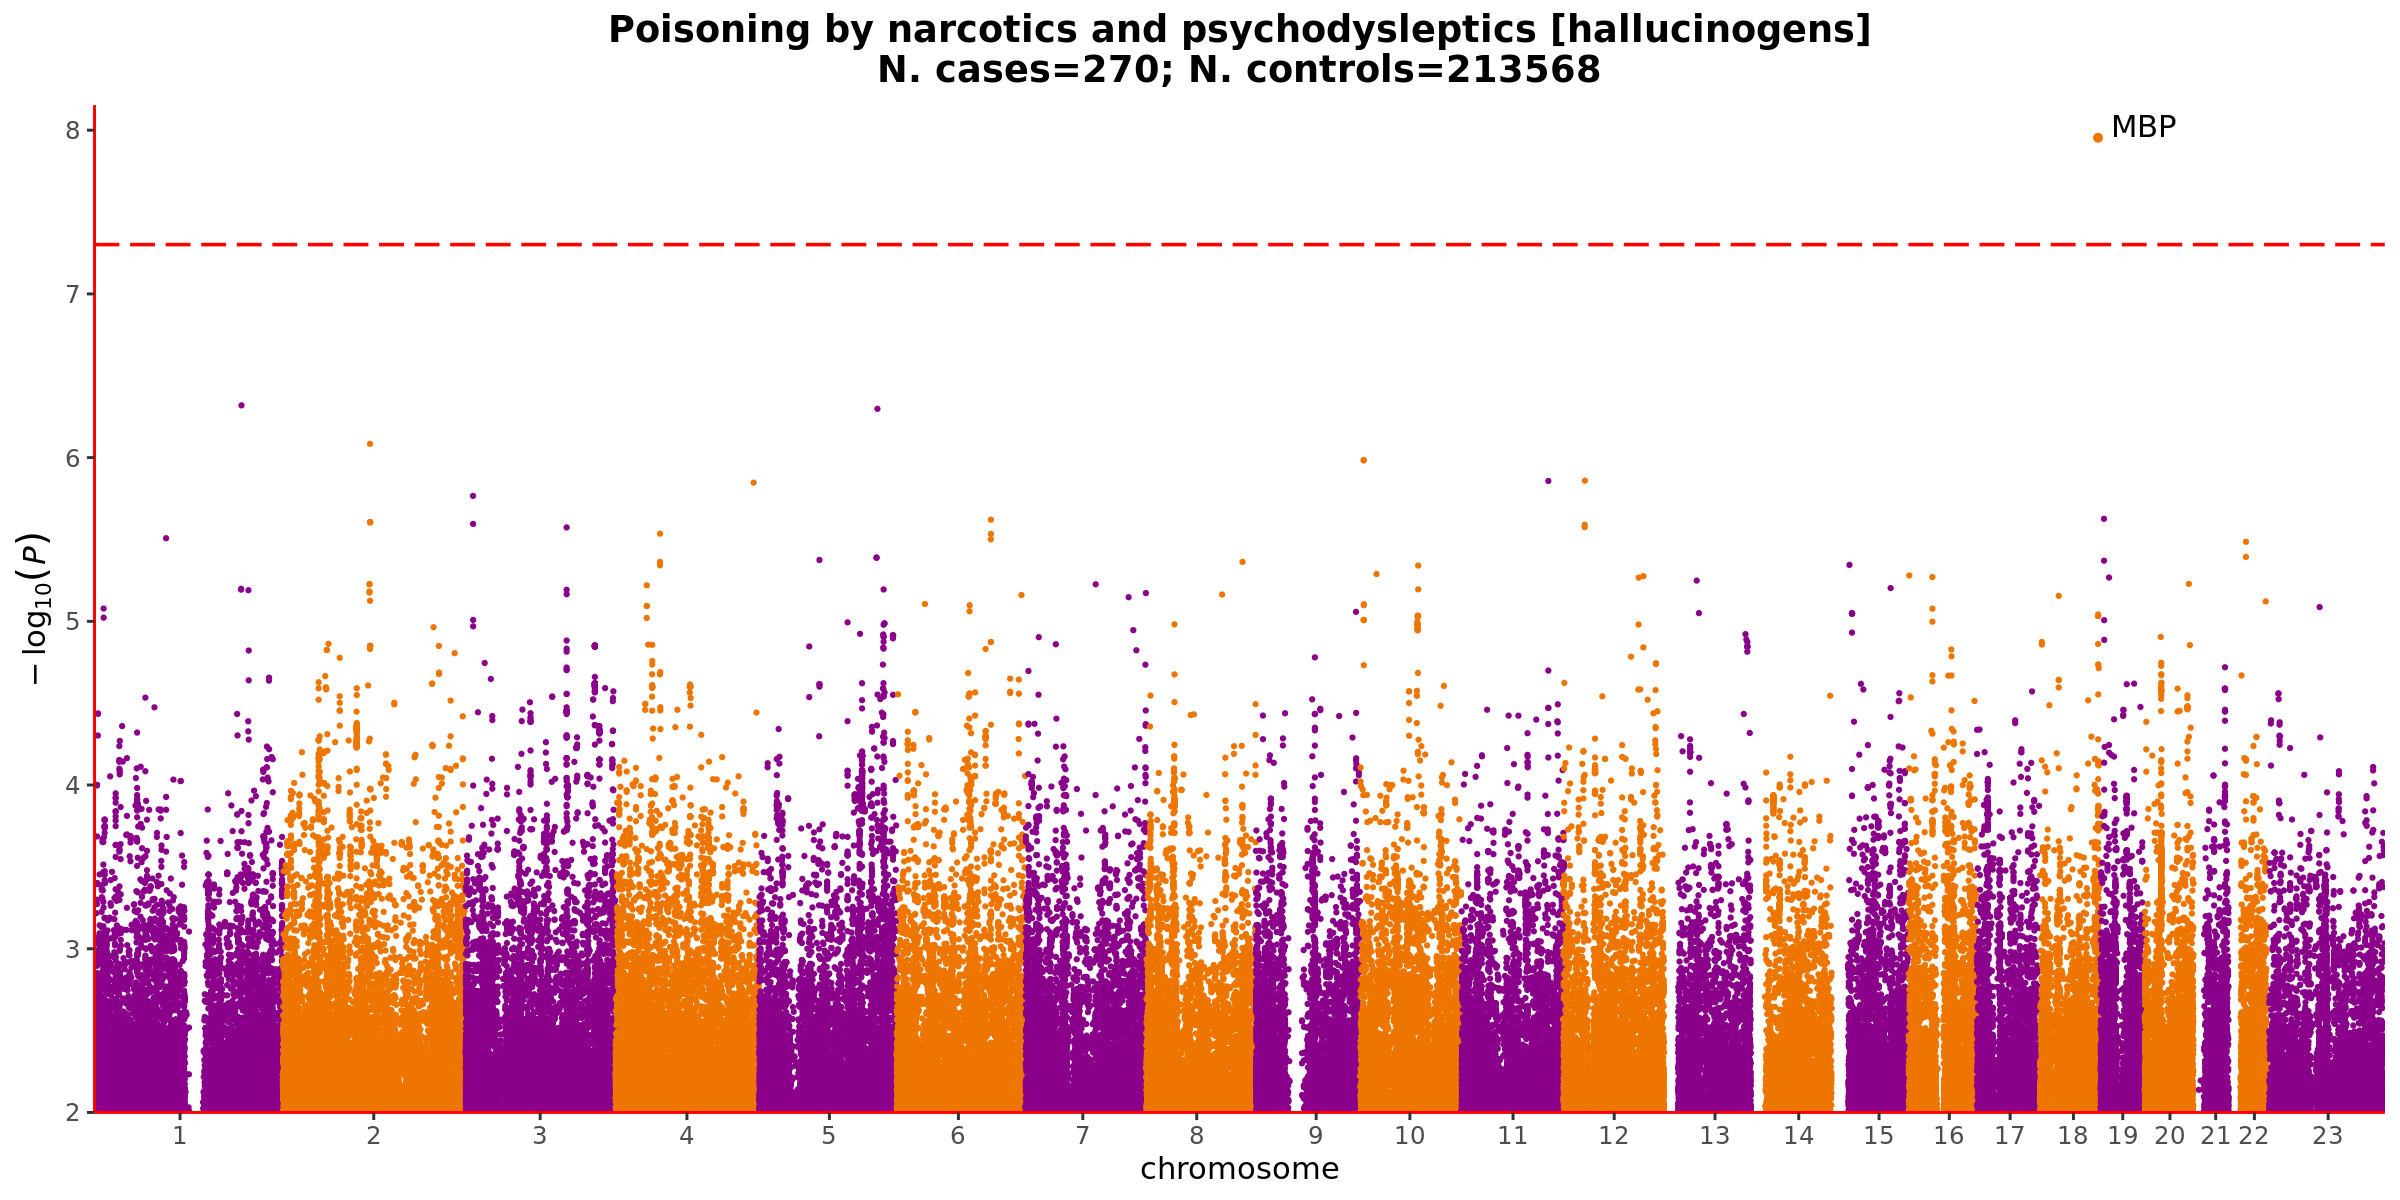 Poisoning by narcotics and psychodysleptics [hallucinogens]
N. cases=270; N. controls=213568
MBP
8
7
6
5
4
3
2
− log10(P)
1 2 3 4 5 6 7 8 9 10 11 12 13 14 15 16 17 18 19 20 21 22 23
chromosome